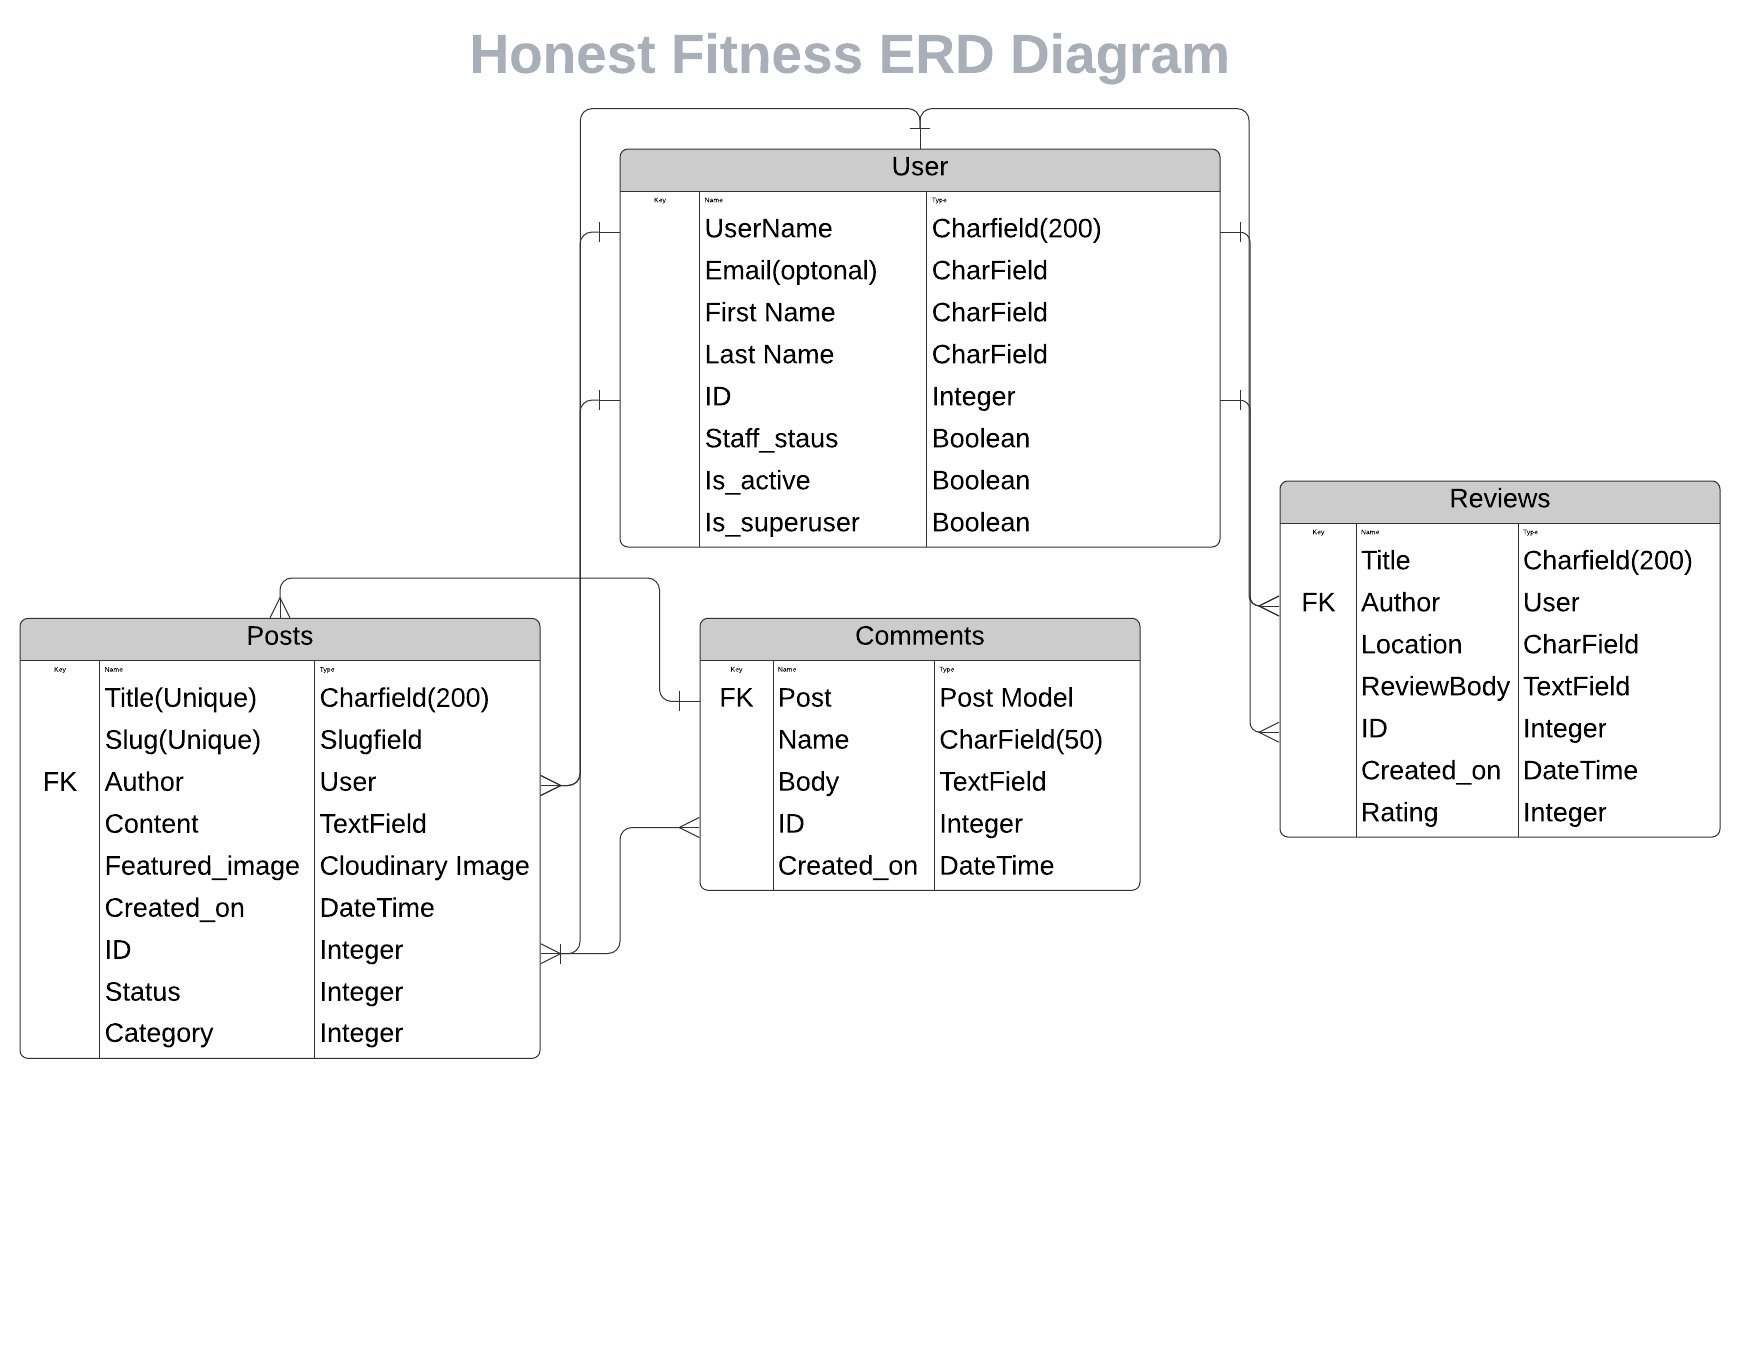 Honest Fitness ERD Diagram
User
Key Name Type
UserName Charfield(200)
Email(optonal) CharField
First Name CharField
Last Name CharField
ID Integer
Staff_staus Boolean
Is_active Boolean
Is_superuser Boolean
Reviews
Key Name Type
Title Charfield(200)
FK Author User
Location CharField
ReviewBody TextField
ID Integer
Created_on DateTime
Rating Integer
Posts
Key Name Type
Title(Unique) Charfield(200)
Slug(Unique) Slugfield
FK Author User
Content TextField
Featured_image Cloudinary Image
Created_on DateTime
ID Integer
Status Integer
Category Integer
Comments
Key Name Type
FK Post Post Model
Name CharField(50)
Body TextField
ID Integer
Created_on DateTime